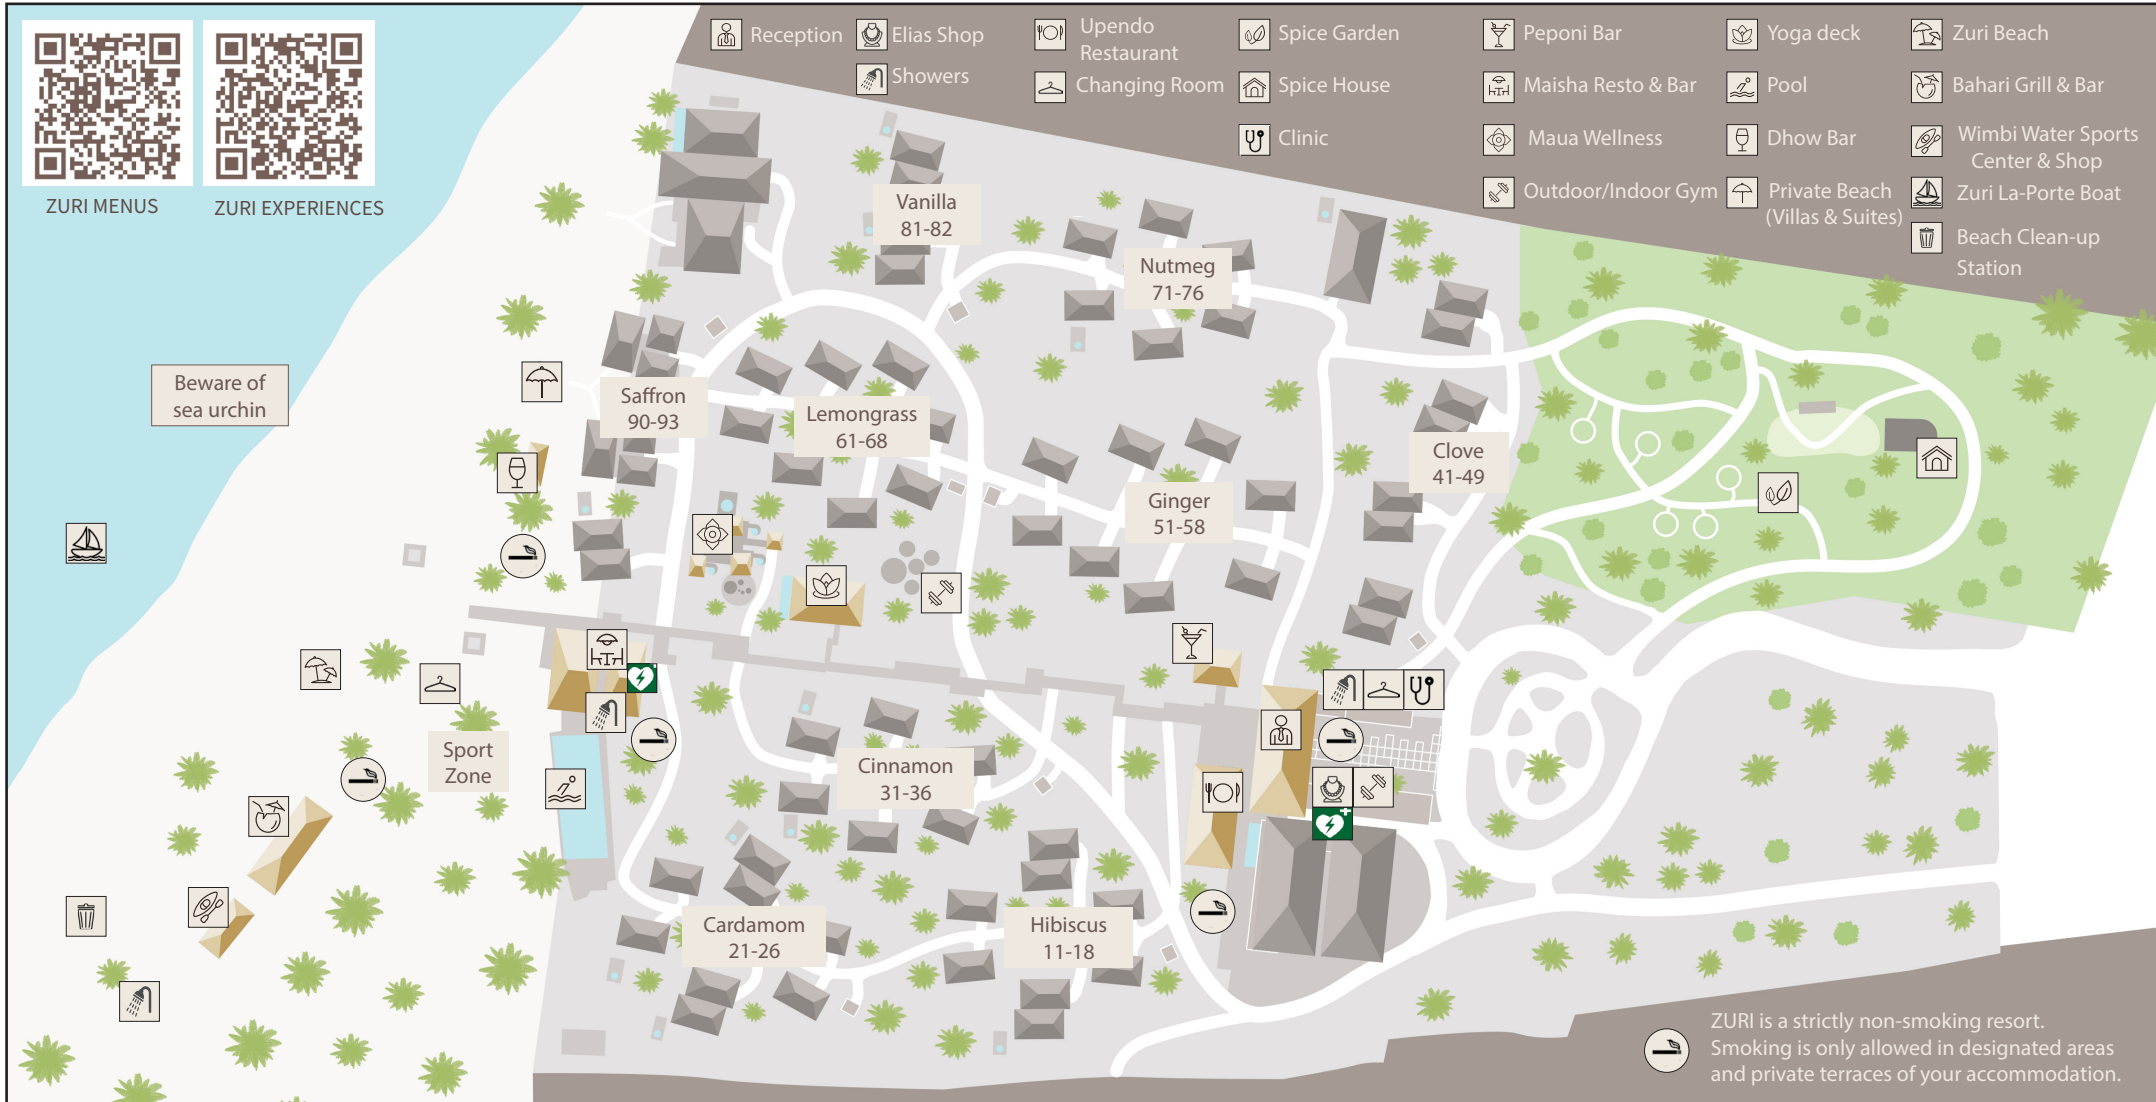 ZURI MENUS
ZURI EXPERIENCES
Reception
Elias Shop
Showers
Upendo
Restaurant
Changing Room
Spice Garden
Spice House
Clinic
Peponi Bar
Maisha Resto & Bar
Maua Wellness
Outdoor/Indoor Gym
Yoga deck
Pool
Dhow Bar
Private Beach
(Villas & Suites)
Zuri Beach
Bahari Grill & Bar
Wimbi Water Sports
Center & Shop
Zuri La-Porte Boat
Beach Clean-up
Station
Vanilla
81-82
Nutmeg
71-76
Beware of
sea urchin
Saffron
90-93
Lemongrass
61-68
Clove
41-49
Ginger
51-58
Sport
Zone
Cinnamon
31-36
Cardamom
21-26
Hibiscus
11-18
ZURI is a strictly non-smoking resort.
Smoking is only allowed in designated areas
and private terraces of your accommodation.